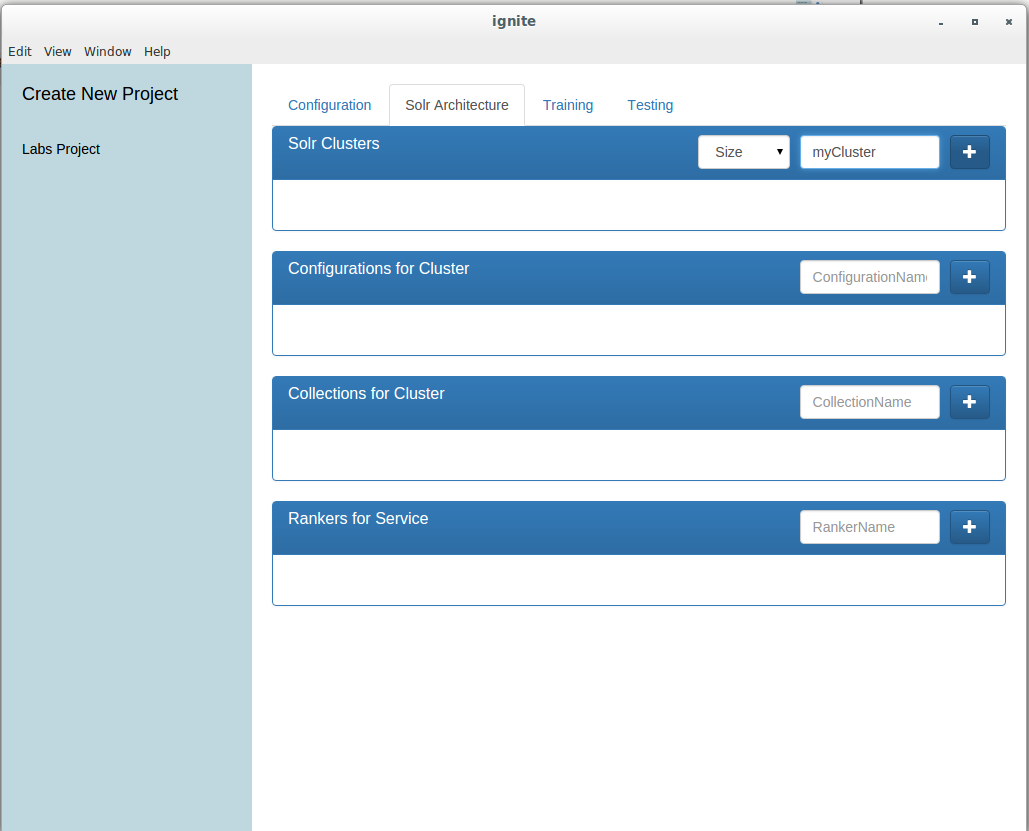 ignite
Edit View Window Help
Create New Project
Labs Project
Configuration Solr Architecture Training Testing
Solr Clusters Size myCluster
Configurations for Cluster ConfigurationName
Collections for Cluster CollectionName
Rankers for Service RankerName